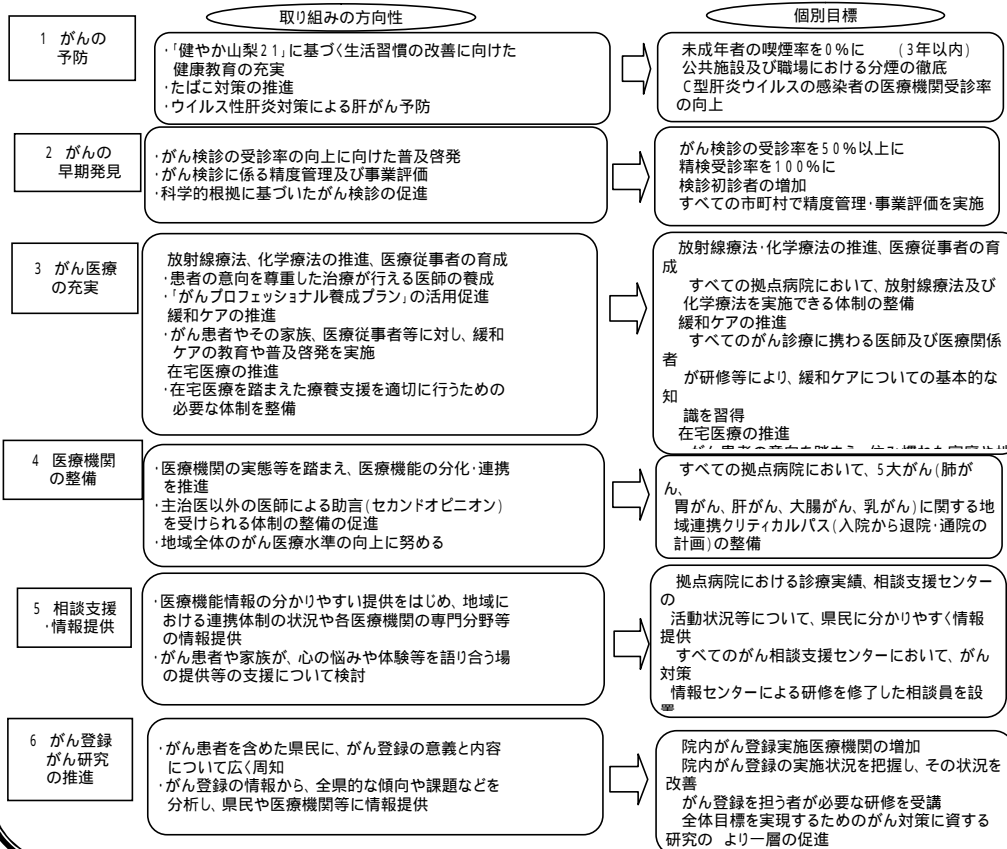 取り組みの方向性
個別目標
1 がんの
予防
・「健やか山梨21」に基づく生活習慣の改善に向けた
健康教育の充実
・たばこ対策の推進
・ウイルス性肝炎対策による肝がん予防
未成年者の喫煙率を0%に (3年以内)
公共施設及び職場における分煙の徹底
C型肝炎ウイルスの感染者の医療機関受診率
の向上
2 がんの
早期発見
・がん検診の受診率の向上に向けた普及啓発
・がん検診に係る精度管理及び事業評価
・科学的根拠に基づいたがん検診の促進
がん検診の受診率を50%以上に
精検受診率を100%に
検診初診者の増加
すべての市町村で精度管理・事業評価を実施
3 がん医療
の充実
放射線療法、化学療法の推進、医療従事者の育成
・患者の意向を尊重した治療が行える医師の養成
・「がんプロフェッショナル養成プラン」の活用促進
緩和ケアの推進
・がん患者やその家族、医療従事者等に対し、緩和
ケアの教育や普及啓発を実施
在宅医療の推進
・在宅医療を踏まえた療養支援を適切に行うための
必要な体制を整備
放射線療法・化学療法の推進、医療従事者の育
成
すべての拠点病院において、放射線療法及び
化学療法を実施できる体制の整備
緩和ケアの推進
すべてのがん診療に携わる医師及び医療関係
者
が研修等により、緩和ケアについての基本的な
知
識を習得
在宅医療の推進
4 医療機関
の整備
・医療機関の実態等を踏まえ、医療機能の分化・連携
を推進
・主治医以外の医師による助言(セカンドオピニオン)
を受けられる体制の整備の促進
・地域全体のがん医療水準の向上に努める
すべての拠点病院において、5大がん(肺が
ん、
胃がん、肝がん、大腸がん、乳がん)に関する地
域連携クリティカルパス(入院から退院・通院の
計画)の整備
5 相談支援
・情報提供
・医療機能情報の分かりやすい提供をはじめ、地域に
おける連携体制の状況や各医療機関の専門分野等
の情報提供
・がん患者や家族が、心の悩みや体験等を語り合う場
の提供等の支援について検討
拠点病院における診療実績、相談支援センター
の
活動状況等について、県民に分かりやすく情報
提供
すべてのがん相談支援センターにおいて、がん
対策
情報センターによる研修を修了した相談員を設
6 がん登録
がん研究
の推進
・がん患者を含めた県民に、がん登録の意義と内容
について広く周知
・がん登録の情報から、全県的な傾向や課題などを
分析し、県民や医療機関等に情報提供
院内がん登録実施医療機関の増加
院内がん登録の実施状況を把握し、その状況を
改善
がん登録を担う者が必要な研修を受講
全体目標を実現するためのがん対策に資する
研究の より一層の促進